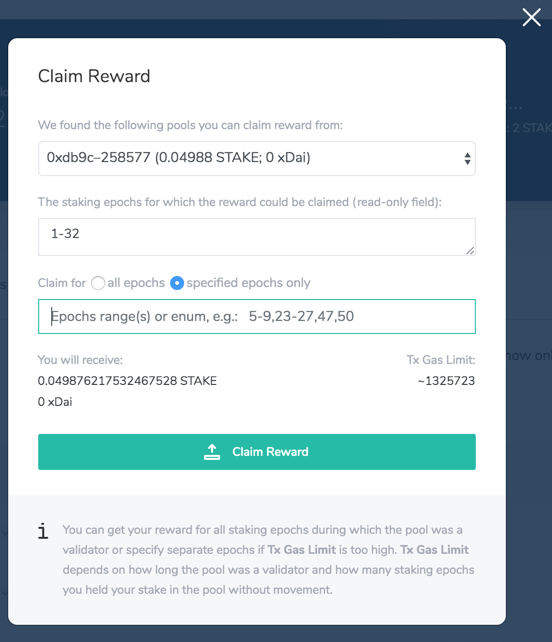 Claim Reward
We found the following pools you can claim reward from:
0xdb9c–258577 (0.04988 STAKE; 0 xDai)
The staking epochs for which the reward could be claimed (read-only field):
1-32
Claim for all epochs specified epochs only
Epochs range(s) or enum, e.g.: 5-9,23-27,47,50
You will receive: Tx Gas Limit:
0.049876217532467528 STAKE ~1325723
0 xDai
Claim Reward
You can get your reward for all staking epochs during which the pool was a
validator or specify separate epochs if Tx Gas Limit is too high. Tx Gas Limit
depends on how long the pool was a validator and how many staking epochs
you held your stake in the pool without movement.